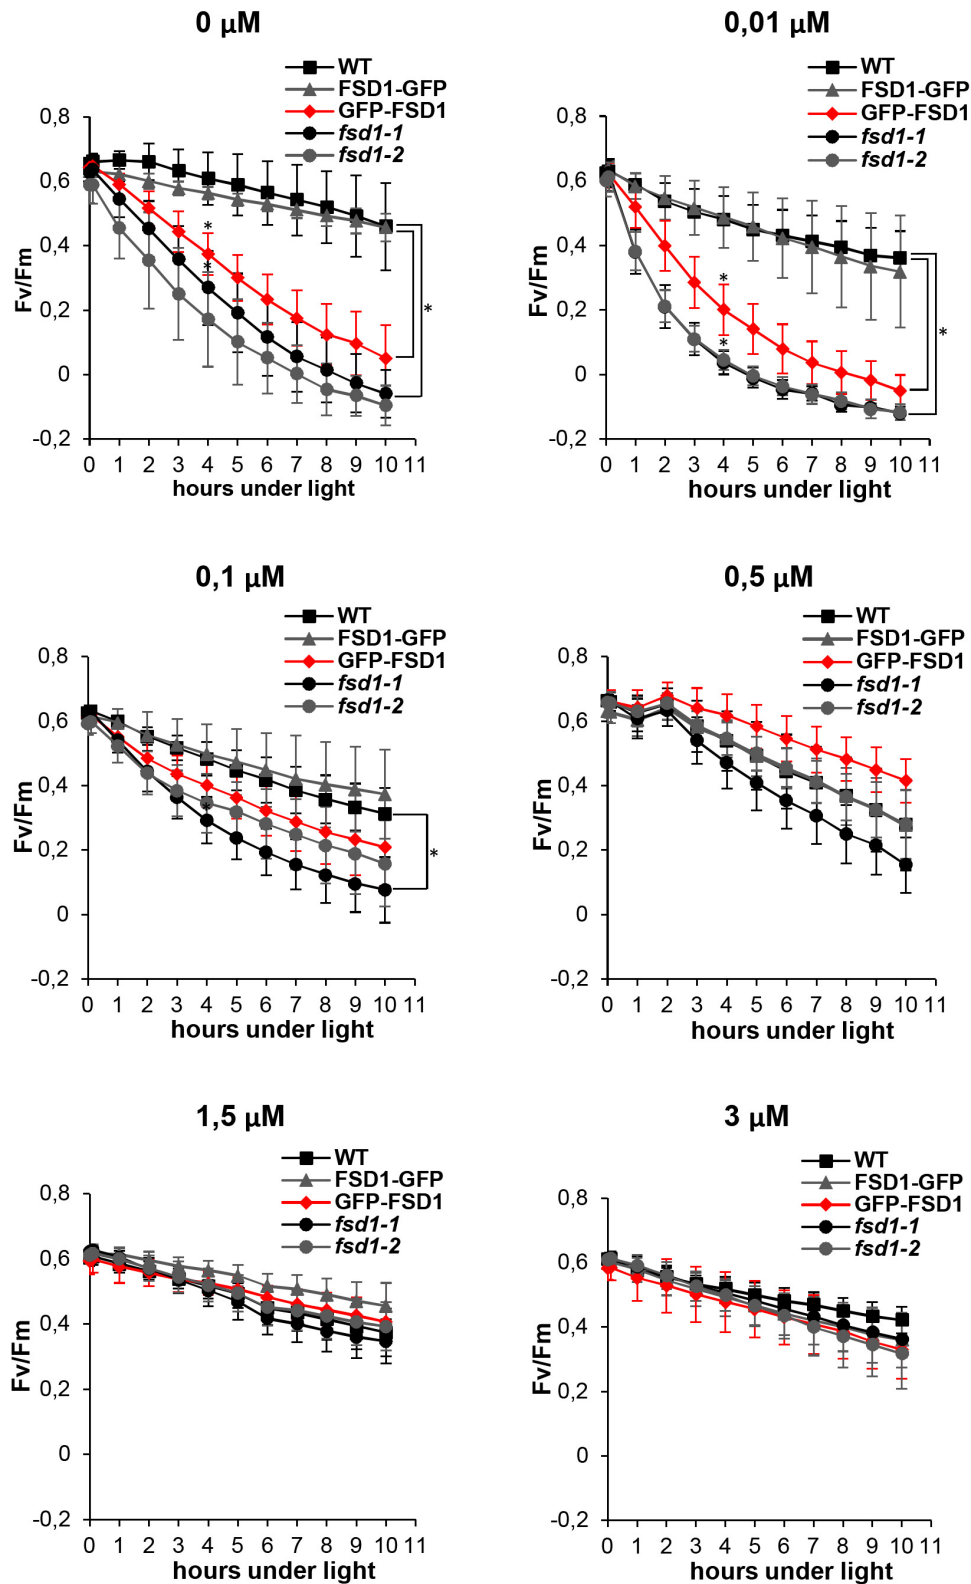 0 µM
WT
FSD1-GFP
GFP-FSD1
fsd1-1
fsd1-2
0,8
0,6
0,4
0,2
0
-0,2
Fv/Fm
* * *
0 1 2 3 4 5 6 7 8 9 10 11
hours under light
0,01 µM
WT
FSD1-GFP
GFP-FSD1
fsd1-1
fsd1-2
0,8
0,6
0,4
0,2
0
-0,2
Fv/Fm
* * *
0 1 2 3 4 5 6 7 8 9 10 11
hours under light
0,1 µM
WT
FSD1-GFP
GFP-FSD1
fsd1-1
fsd1-2
0,8
0,6
0,4
0,2
0
-0,2
Fv/Fm
*
0 1 2 3 4 5 6 7 8 9 10 11
hours under light
0,5 µM
WT
FSD1-GFP
GFP-FSD1
fsd1-1
fsd1-2
0,8
0,6
0,4
0,2
0
-0,2
Fv/Fm
0 1 2 3 4 5 6 7 8 9 10 11
hours under light
1,5 µM
WT
FSD1-GFP
GFP-FSD1
fsd1-1
fsd1-2
0,8
0,6
0,4
0,2
0
-0,2
Fv/Fm
0 1 2 3 4 5 6 7 8 9 10 11
hours under light
3 µM
WT
FSD1-GFP
GFP-FSD1
fsd1-1
fsd1-2
0,8
0,6
0,4
0,2
0
-0,2
Fv/Fm
0 1 2 3 4 5 6 7 8 9 10 11
hours under light